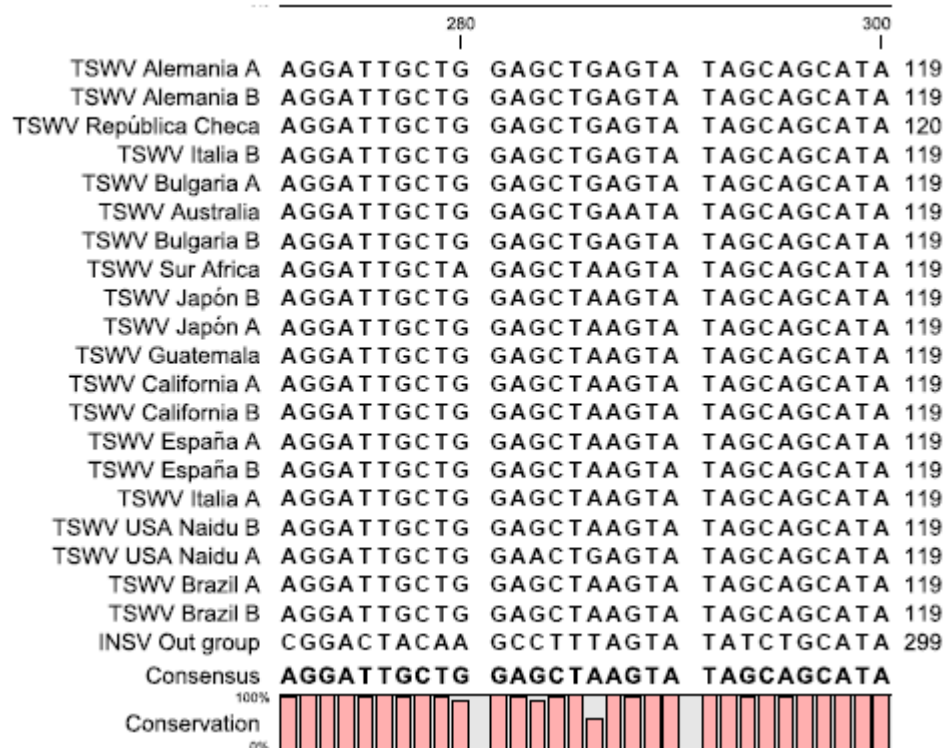 280 300
TSWV Alemania A AGGATTGCTG GAGCTGAGTA TAGCAGCATA 119
TSWV Alemania B AGGATTGCTG GAGCTGAGTA TAGCAGCATA 119
TSWV República Checa AGGATTGCTG GAGCTGAGTA TAGCAGCATA 120
TSWV Italia B AGGATTGCTG GAGCTGAGTA TAGCAGCATA 119
TSWV Bulgaria A AGGATTGCTG GAGCTGAGTA TAGCAGCATA 119
TSWV Australia AGGATTGCTG GAGCTGAATA TAGCAGCATA 119
TSWV Bulgaria B AGGATTGCTG GAGCTGAGTA TAGCAGCATA 119
TSWV Sur Africa AGGATTGCTA GAGCTAAGTA TAGCAGCATA 119
TSWV Japón B AGGATTGCTG GAGCTAAGTA TAGCAGCATA 119
TSWV Japón A AGGATTGCTG GAGCTAAGTA TAGCAGCATA 119
TSWV Guatemala AGGATTGCTG GAGCTAAGTA TAGCAGCATA 119
TSWV California A AGGATTGCTG GAGCTAAGTA TAGCAGCATA 119
TSWV California B AGGATTGCTG GAGCTAAGTA TAGCAGCATA 119
TSWV España A AGGATTGCTG GAGCTAAGTA TAGCAGCATA 119
TSWV España B AGGATTGCTG GAGCTAAGTA TAGCAGCATA 119
TSWV Italia A AGGATTGCTG GAGCTAAGTA TAGCAGCATA 119
TSWV USA Naidu B AGGATTGCTG GAGCTAAGTA TAGCAGCATA 119
TSWV USA Naidu A AGGATTGCTG GAACTGAGTA TAGCAGCATA 119
TSWV Brazil A AGGATTGCTG GAGCTAAGTA TAGCAGCATA 119
TSWV Brazil B AGGATTGCTG GAGCTAAGTA TAGCAGCATA 119
INSV Out group CGGACTACAA GCCTTTAGTA TATCTGCATA 299
Consensus AGGATTGCTG GAGCTAAGTA TAGCAGCATA
100%
Conservation
0%